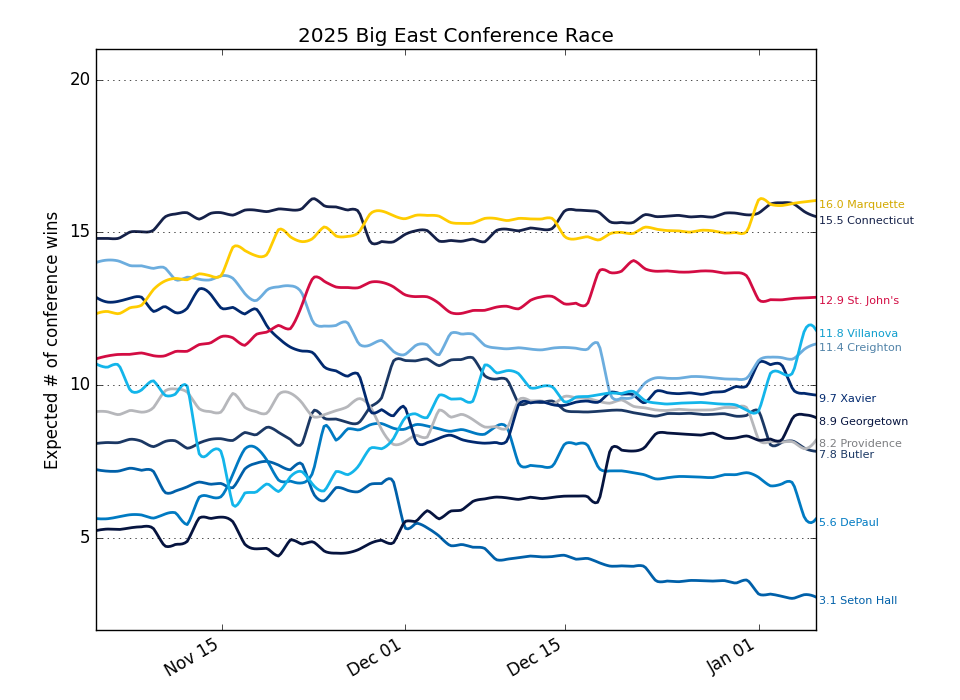 2025 Big East Conference Race
Expected # of conference wins
20
15
10
5
16.0 Marquette
15.5 Connecticut
12.9 St. John's
11.8 Villanova
11.4 Creighton
9.7 Xavier
8.9 Georgetown
8.2 Providence
7.8 Butler
5.6 DePaul
3.1 Seton Hall
Nov 15
Dec 01
Dec 15
Jan 01